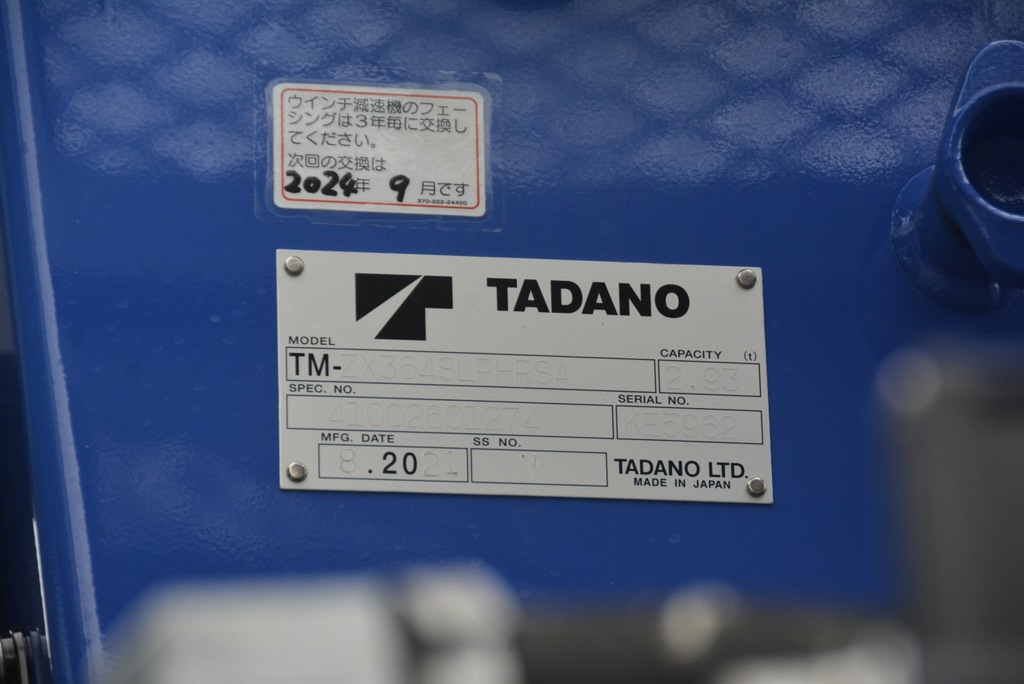 ウインチ減速機のフェー
シングは3年毎に交換し
てください。
次回の交換は
2024年 9月です
370-022-24400
TADANO
MODEL
CAPACITY (t)
TM-ZX364SLPHRSA
2.93
SPEC. NO.
SERIAL NO.
41002601274
KE5962
MFG. DATE
SS NO.
8.2021
W
TADANO LTD.
MADE IN JAPAN